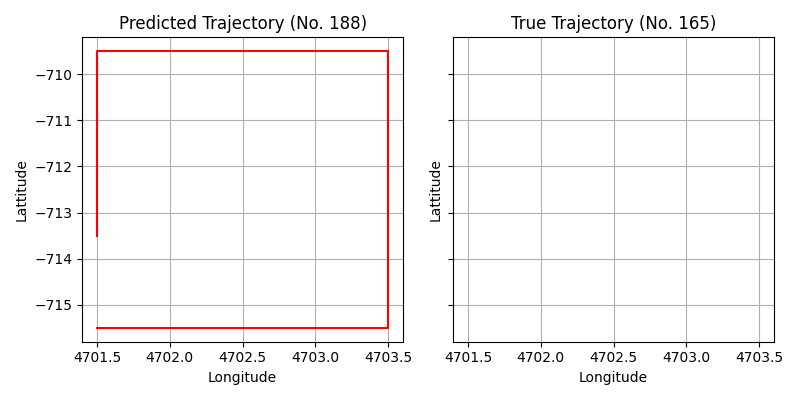 Predicted Trajectory (No. 188)
True Trajectory (No. 165)
Lattitude
−710
−711
−712
−713
−714
−715
4701.5 4702.0 4702.5 4703.0 4703.5
Longitude
Lattitude
4701.5 4702.0 4702.5 4703.0 4703.5
Longitude